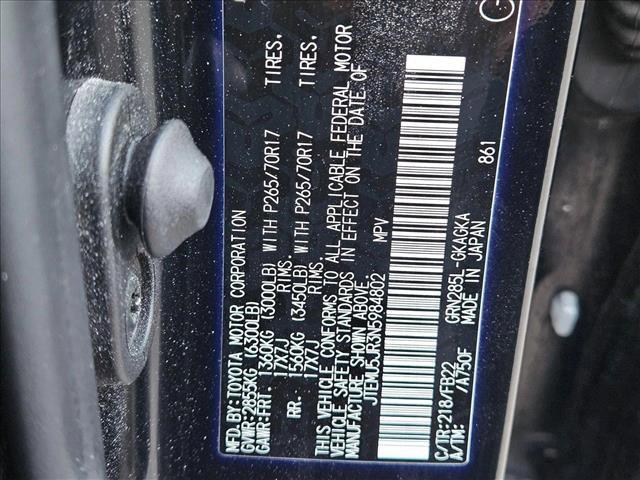 MFD.BY:TOYOTA MOTOR CORPORATION
GVWR:2855KG (6300LB)
GAWR:FRT. 1360KG (3000LB) WITH P265/70R17 TIRES,
17X7J RIMS,
RR. 1560KG (3450LB) WITH P265/70R17 TIRES,
17X7J RIMS,
THIS VEHICLE CONFORMS TO ALL APPLICABLE FEDERAL MOTOR
VEHICLE SAFETY STANDARDS IN EFFECT ON THE DATE OF
MANUFACTURE SHOWN ABOVE.
JTEMU5JR3N5984802 MPV
C/TR:218/FB22 GRN285L-GKAGKA
A/TM: /A750F MADE IN JAPAN
861